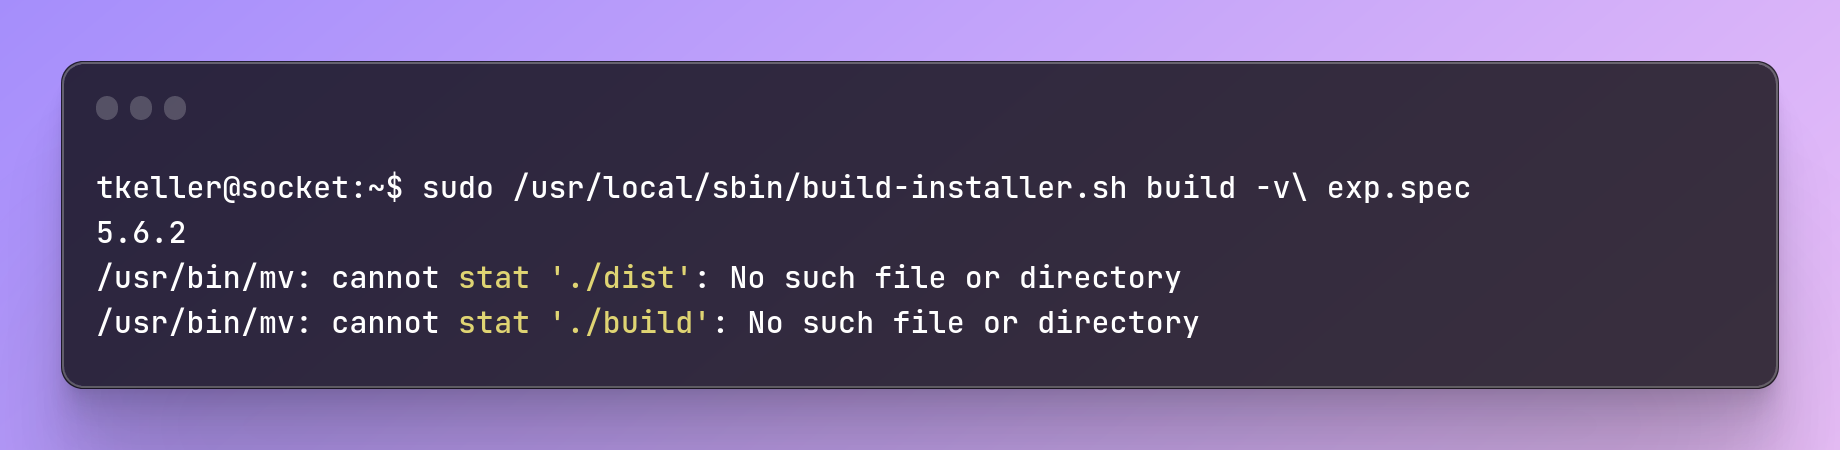 tkeller@socket:~$ sudo /usr/local/sbin/build-installer.sh build -v\ exp.spec
5.6.2
/usr/bin/mv: cannot stat './dist': No such file or directory
/usr/bin/mv: cannot stat './build': No such file or directory